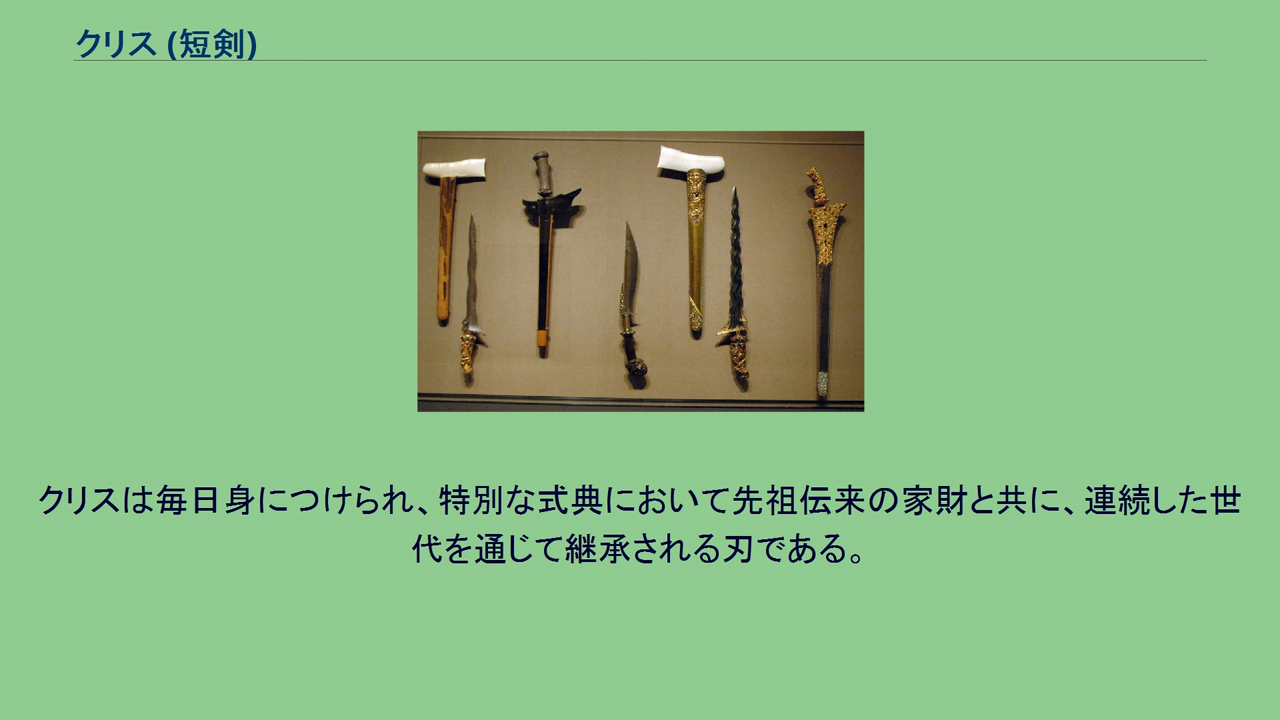 クリス (短剣)
クリスは毎日身につけられ、特別な式典において先祖伝来の家財と共に、連続した世
代を通じて継承される刃である。